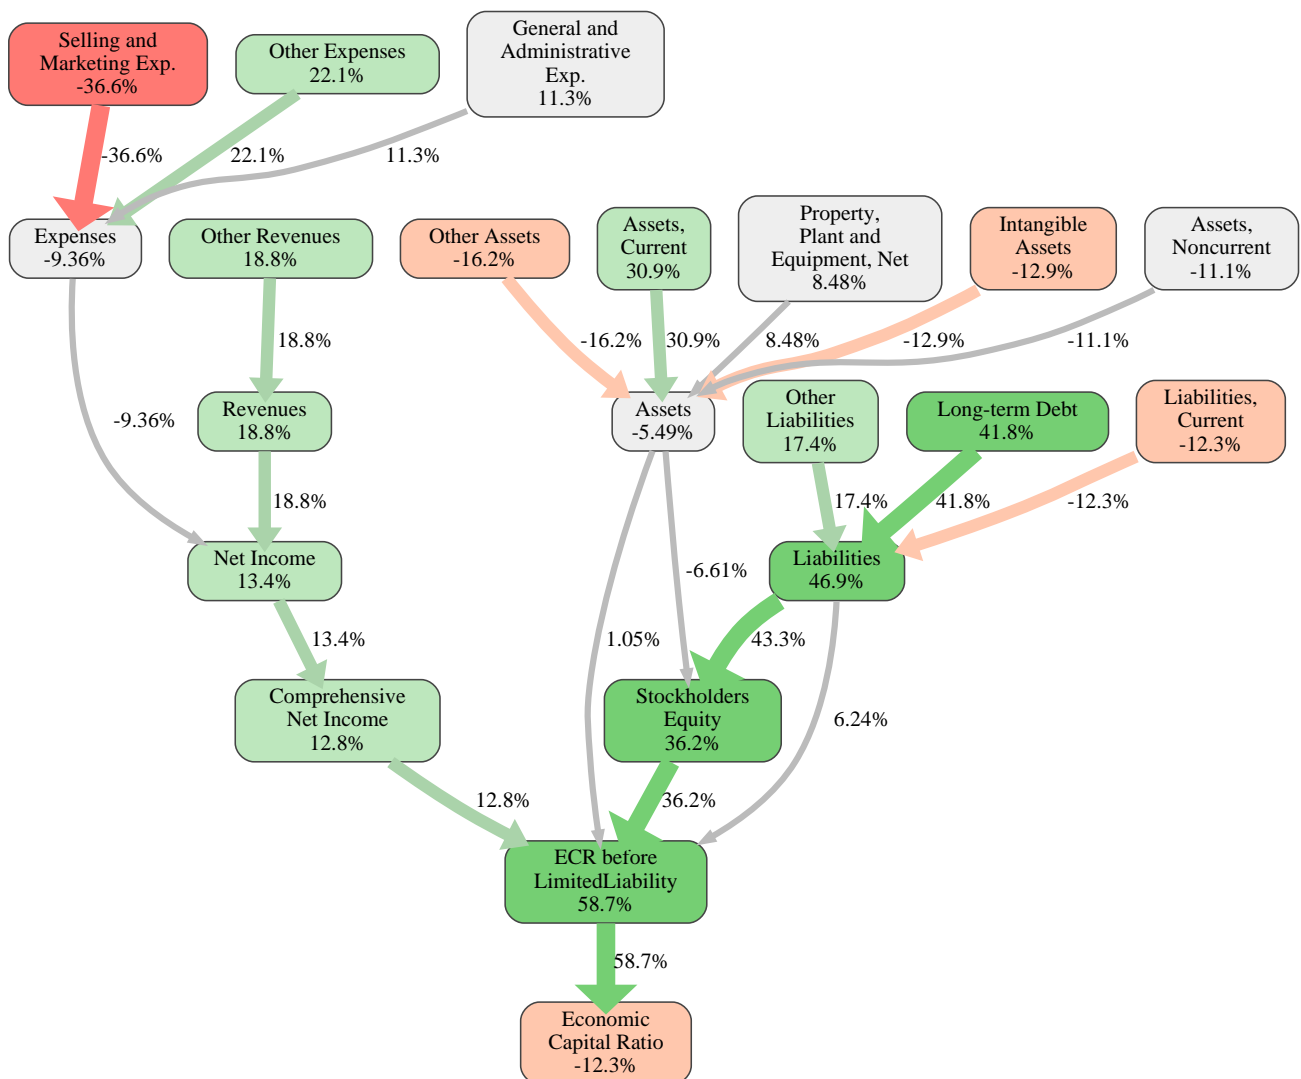 Selling and
Marketing Exp.
-36.6%
Other Expenses
22.1%
General and
Administrative
Exp.
11.3%
-36.6%
22.1%
11.3%
Expenses
-9.36%
Other Revenues
18.8%
Other Assets
-16.2%
Assets,
Current
30.9%
Property,
Plant and
Equipment, Net
8.48%
Intangible
Assets
-12.9%
Assets,
Noncurrent
-11.1%
18.8%
-16.2%
30.9%
8.48%
-12.9%
-11.1%
-9.36%
Revenues
18.8%
Assets
-5.49%
Other
Liabilities
17.4%
Long-term Debt
41.8%
Liabilities,
Current
-12.3%
18.8%
17.4%
41.8%
-12.3%
Net Income
13.4%
-6.61%
Liabilities
46.9%
13.4%
1.05%
43.3%
Comprehensive
Net Income
12.8%
Stockholders
Equity
36.2%
6.24%
12.8%
36.2%
ECR before
LimitedLiability
58.7%
58.7%
Economic
Capital Ratio
-12.3%